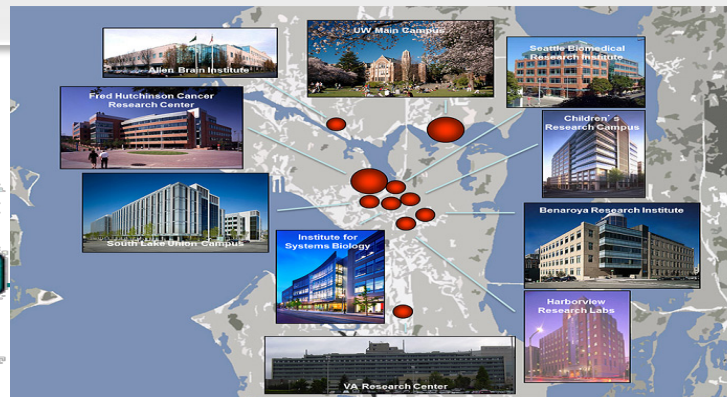 UW Main Campus
Allen Brain Institute
Seattle Biomedical
Research Institute
Fred Hutchinson Cancer
Research Center
Children's
Research Campus
South Lake Union Campus
Institute for
Systems Biology
Benaroya Research Institute
Harborview
Research Labs
VA Research Center